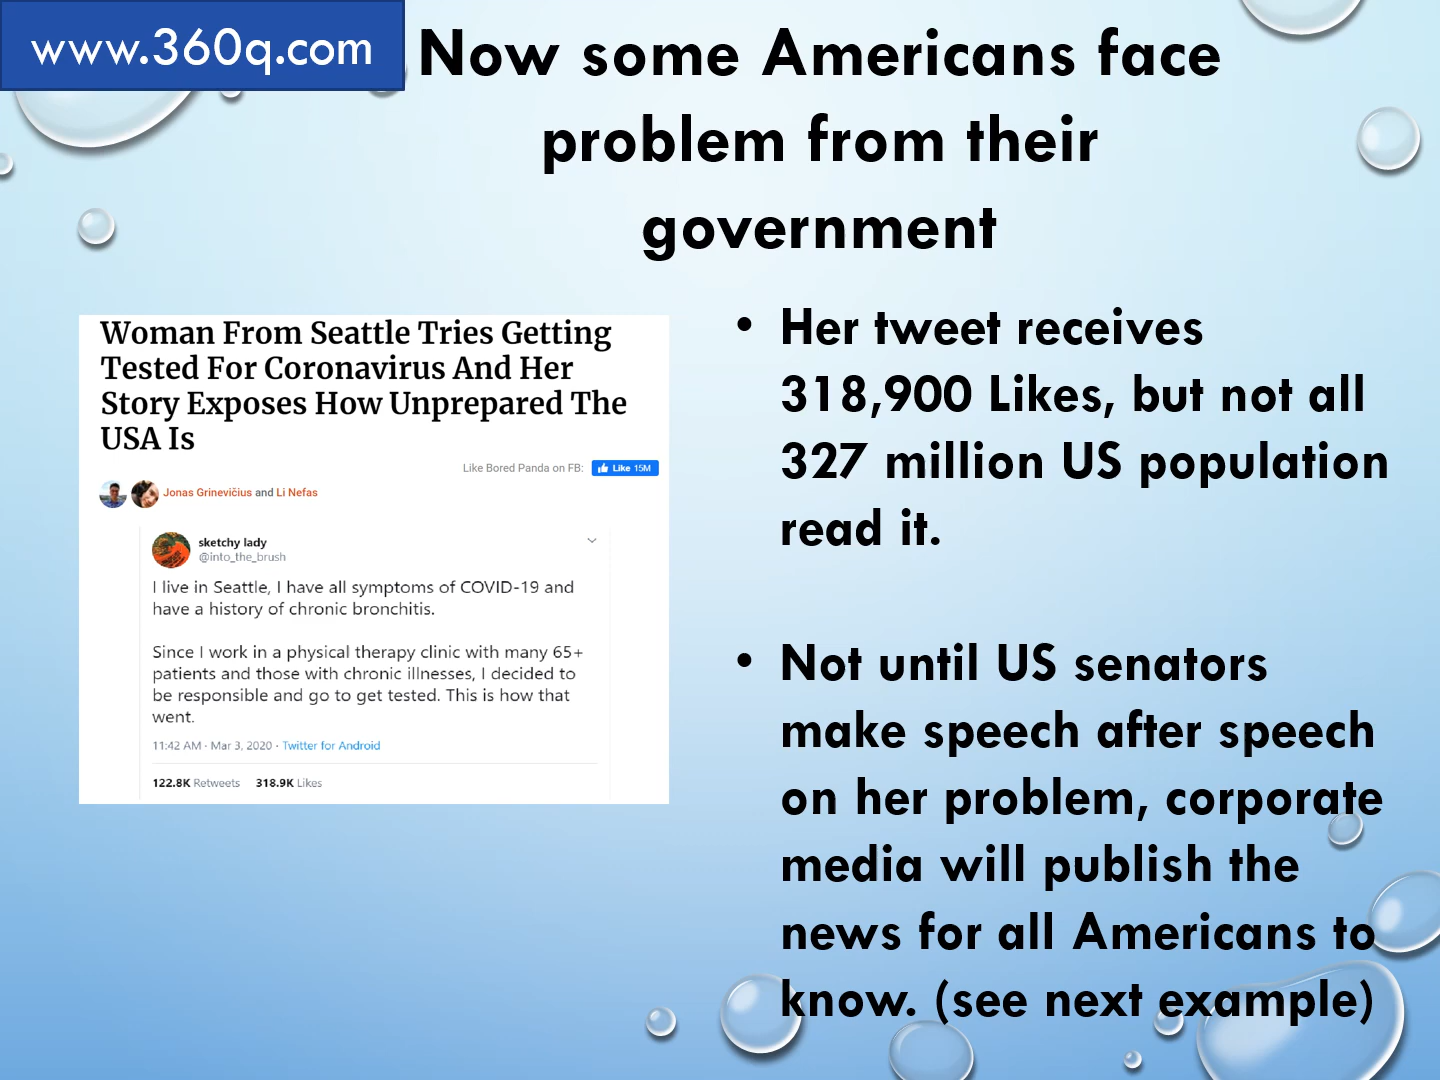 www.360q.com
Now some Americans face
problem from their
government
Woman From Seattle Tries Getting
Tested For Coronavirus And Her
Story Exposes How Unprepared The
USA Is
Like Bored Panda on FB: Like 15M
Jonas Grinevičius and Li Nefas
sketchy lady
@into_the_brush
I live in Seattle, I have all symptoms of COVID-19 and
have a history of chronic bronchitis.
Since I work in a physical therapy clinic with many 65+
patients and those with chronic illnesses, I decided to
be responsible and go to get tested. This is how that
went.
11:42 AM · Mar 3, 2020 · Twitter for Android
122.8K Retweets 318.9K Likes
• Her tweet receives
318,900 Likes, but not all
327 million US population
read it.
• Not until US senators
make speech after speech
on her problem, corporate
media will publish the
news for all Americans to
know. (see next example)